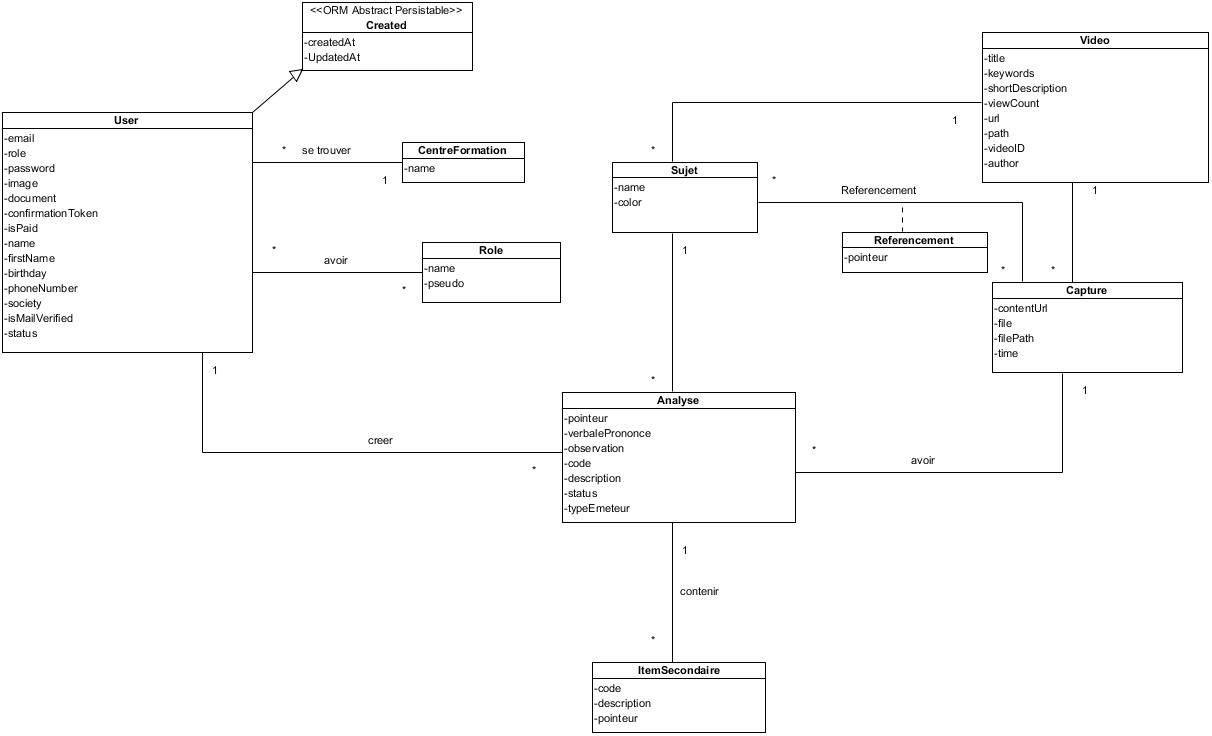 <<ORM Abstract Persistable>>
Created
-createdAt
-UpdatedAt
Video
-title
-keywords
-shortDescription
-viewCount
-url
-path
-videoID
-author
User
-email
-role
-password
-image
-document
-confirmationToken
-isPaid
-name
-firstName
-birthday
-phoneNumber
-society
-isMailVerified
-status
* se trouver
1
CentreFormation
-name
*
avoir
*
Role
-name
-pseudo
1
*
Sujet
-name
-color
*
Referencement
Referencement
-pointeur
*
1
*
Capture
-contentUrl
-file
-filePath
-time
1
*
1
creer
*
Analyse
-pointeur
-verbalePrononce
-observation
-code
-description
-status
-typeEmeteur
1
*
avoir
1
contenir
*
ItemSecondaire
-code
-description
-pointeur